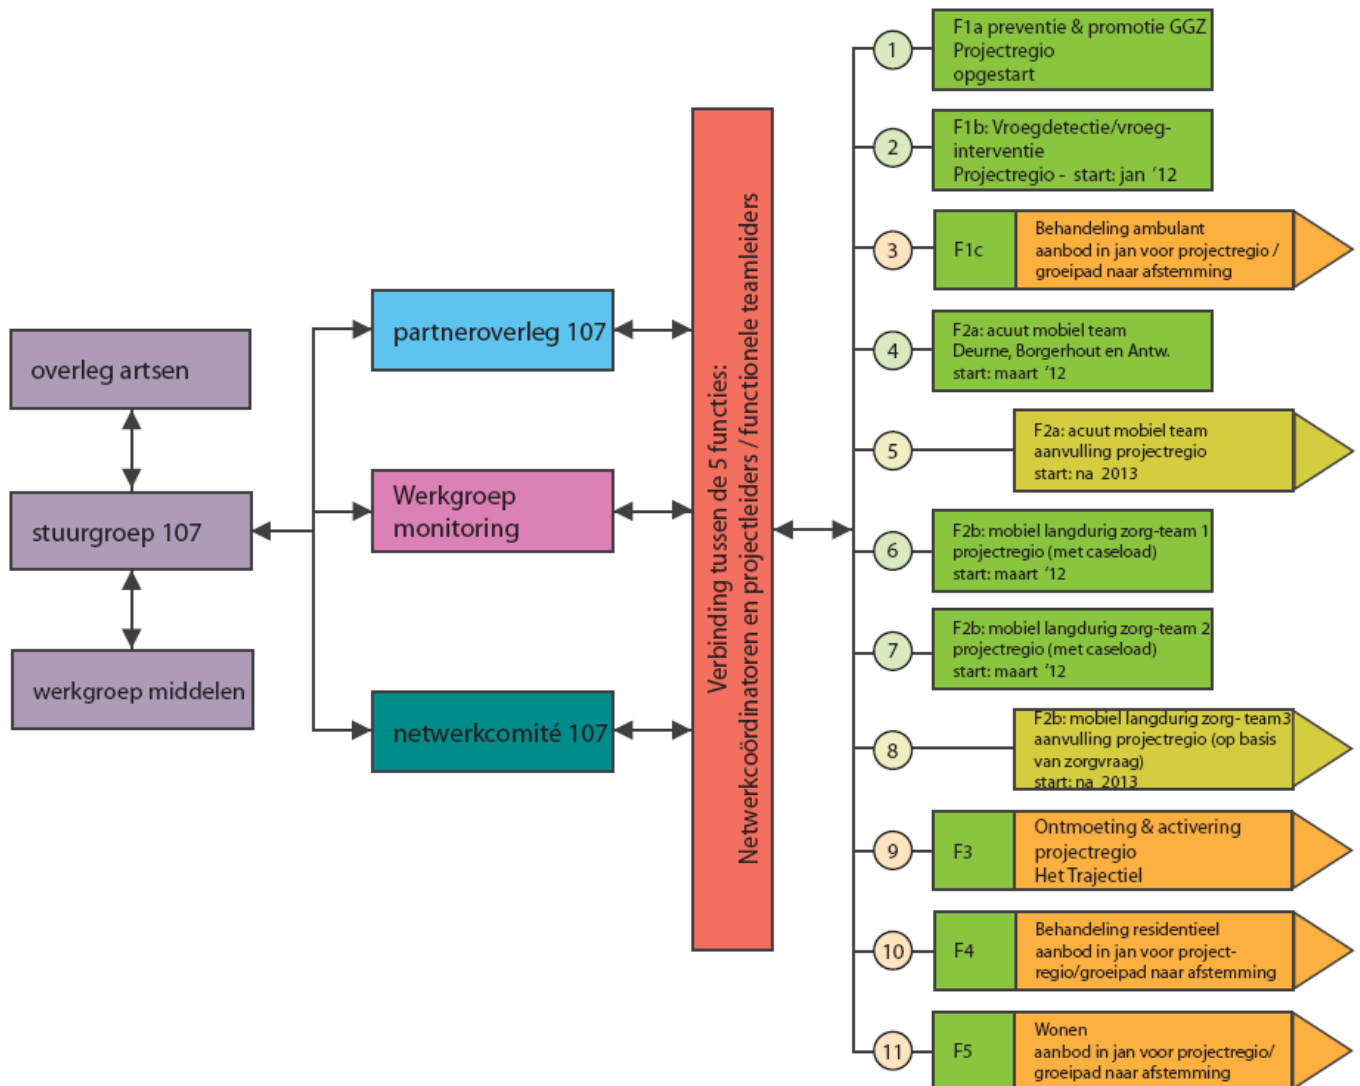 overleg artsen
stuurgroep 107
werkgroep middelen
partneroverleg 107
Werkgroep
monitoring
netwerkcomité 107
Verbinding tussen de 5 functies:
Netwerkcoördinatoren en projectleiders / functionele teamleiders
1
F1a preventie & promotie GGZ
Projectregio
opgestart
2
F1b: Vroegdetectie/vroeg-
interventie
Projectregio - start: jan ‘12
3
F1c
Behandeling ambulant
aanbod in jan voor projectregio /
groeipad naar afstemming
4
F2a: acuut mobiel team
Deurne, Borgerhout en Antw.
start: maart ‘12
5
F2a: acuut mobiel team
aanvulling projectregio
start: na 2013
6
F2b: mobiel langdurig zorg-team 1
projectregio (met caseload)
start: maart ‘12
7
F2b: mobiel langdurig zorg-team 2
projectregio (met caseload)
start: maart ‘12
8
F2b: mobiel langdurig zorg- team3
aanvulling projectregio (op basis
van zorgvraag)
start: na 2013
9
F3
Ontmoeting & activering
projectregio
Het Trajectiel
10
F4
Behandeling residentieel
aanbod in jan voor project-
regio/groeipad naar afstemming
11
F5
Wonen
aanbod in jan voor projectregio/
groeipad naar afstemming